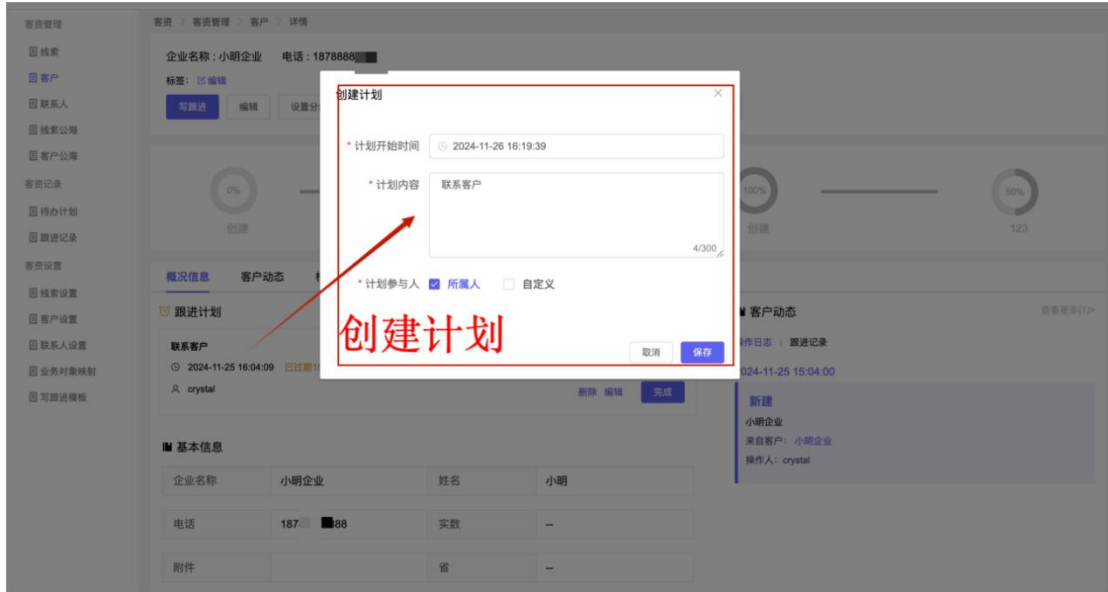 客资管理
客资 > 客资管理 > 客户 > 详情
线索
客户
联系人
线索公海
客户公海
客资记录
待办计划
跟进记录
客资设置
线索设置
客户设置
联系人设置
业务对象映射
写跟进模板
企业名称：小明企业 电话：1878888
标签： 编辑
写跟进 编辑 设置分
创建计划
* 计划开始时间 2024-11-26 16:19:39
* 计划内容 联系客户
4/300
* 计划参与人 所属人 自定义
创建计划
取消 保存
0% 100% 50%
创建 创建 123
概况信息 客户动态
跟进计划
联系客户
2024-11-25 16:04:09 已过期1
crystal
删除 编辑 完成
基本信息
企业名称 小明企业 姓名 小明
电话 187 88 实数 --
附件 省 --
客户动态
作日志 跟进记录
024-11-25 15:04:00
新建
小明企业
来自客户： 小明企业
操作人：crystal